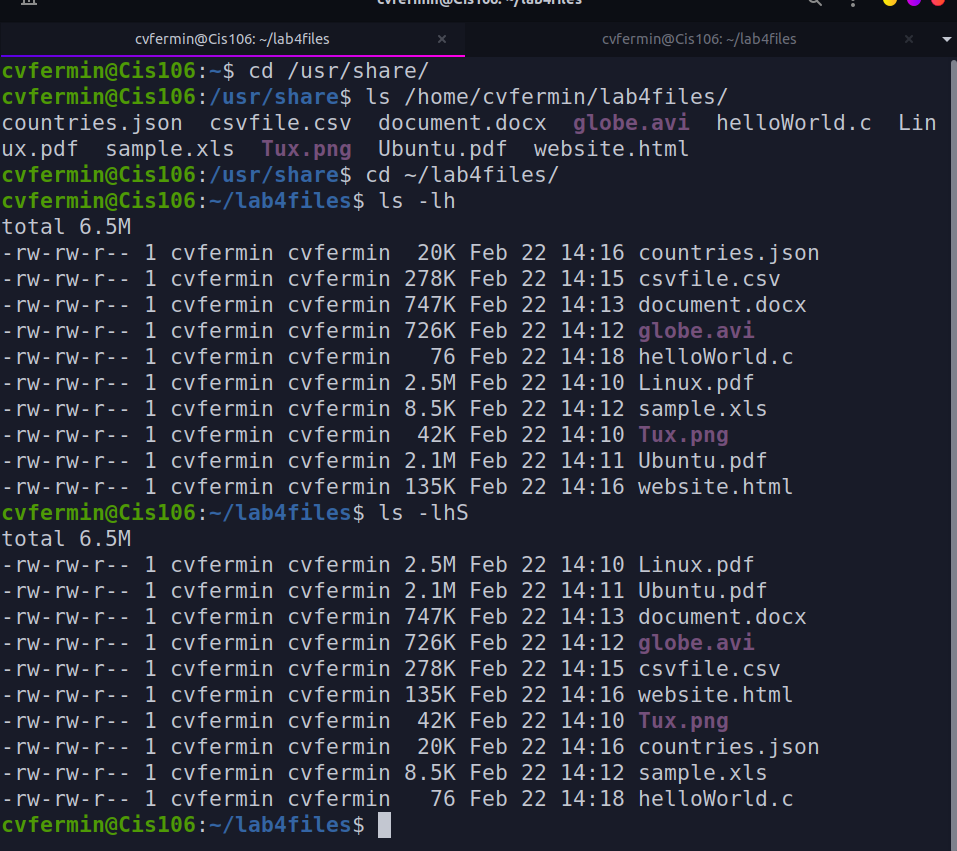 cvfermin@Cis106: ~/lab4files
cvfermin@Cis106: ~/lab4files × cvfermin@Cis106: ~/lab4files ×
cvfermin@Cis106:~$ cd /usr/share/
cvfermin@Cis106:/usr/share$ ls /home/cvfermin/lab4files/
countries.json  csvfile.csv  document.docx  globe.avi  helloWorld.c  Lin
ux.pdf  sample.xls  Tux.png  Ubuntu.pdf  website.html
cvfermin@Cis106:/usr/share$ cd ~/lab4files/
cvfermin@Cis106:~/lab4files$ ls -lh
total 6.5M
-rw-rw-r-- 1 cvfermin cvfermin  20K Feb 22 14:16 countries.json
-rw-rw-r-- 1 cvfermin cvfermin 278K Feb 22 14:15 csvfile.csv
-rw-rw-r-- 1 cvfermin cvfermin 747K Feb 22 14:13 document.docx
-rw-rw-r-- 1 cvfermin cvfermin 726K Feb 22 14:12 globe.avi
-rw-rw-r-- 1 cvfermin cvfermin   76 Feb 22 14:18 helloWorld.c
-rw-rw-r-- 1 cvfermin cvfermin 2.5M Feb 22 14:10 Linux.pdf
-rw-rw-r-- 1 cvfermin cvfermin 8.5K Feb 22 14:12 sample.xls
-rw-rw-r-- 1 cvfermin cvfermin  42K Feb 22 14:10 Tux.png
-rw-rw-r-- 1 cvfermin cvfermin 2.1M Feb 22 14:11 Ubuntu.pdf
-rw-rw-r-- 1 cvfermin cvfermin 135K Feb 22 14:16 website.html
cvfermin@Cis106:~/lab4files$ ls -lhS
total 6.5M
-rw-rw-r-- 1 cvfermin cvfermin 2.5M Feb 22 14:10 Linux.pdf
-rw-rw-r-- 1 cvfermin cvfermin 2.1M Feb 22 14:11 Ubuntu.pdf
-rw-rw-r-- 1 cvfermin cvfermin 747K Feb 22 14:13 document.docx
-rw-rw-r-- 1 cvfermin cvfermin 726K Feb 22 14:12 globe.avi
-rw-rw-r-- 1 cvfermin cvfermin 278K Feb 22 14:15 csvfile.csv
-rw-rw-r-- 1 cvfermin cvfermin 135K Feb 22 14:16 website.html
-rw-rw-r-- 1 cvfermin cvfermin  42K Feb 22 14:10 Tux.png
-rw-rw-r-- 1 cvfermin cvfermin  20K Feb 22 14:16 countries.json
-rw-rw-r-- 1 cvfermin cvfermin 8.5K Feb 22 14:12 sample.xls
-rw-rw-r-- 1 cvfermin cvfermin   76 Feb 22 14:18 helloWorld.c
cvfermin@Cis106:~/lab4files$